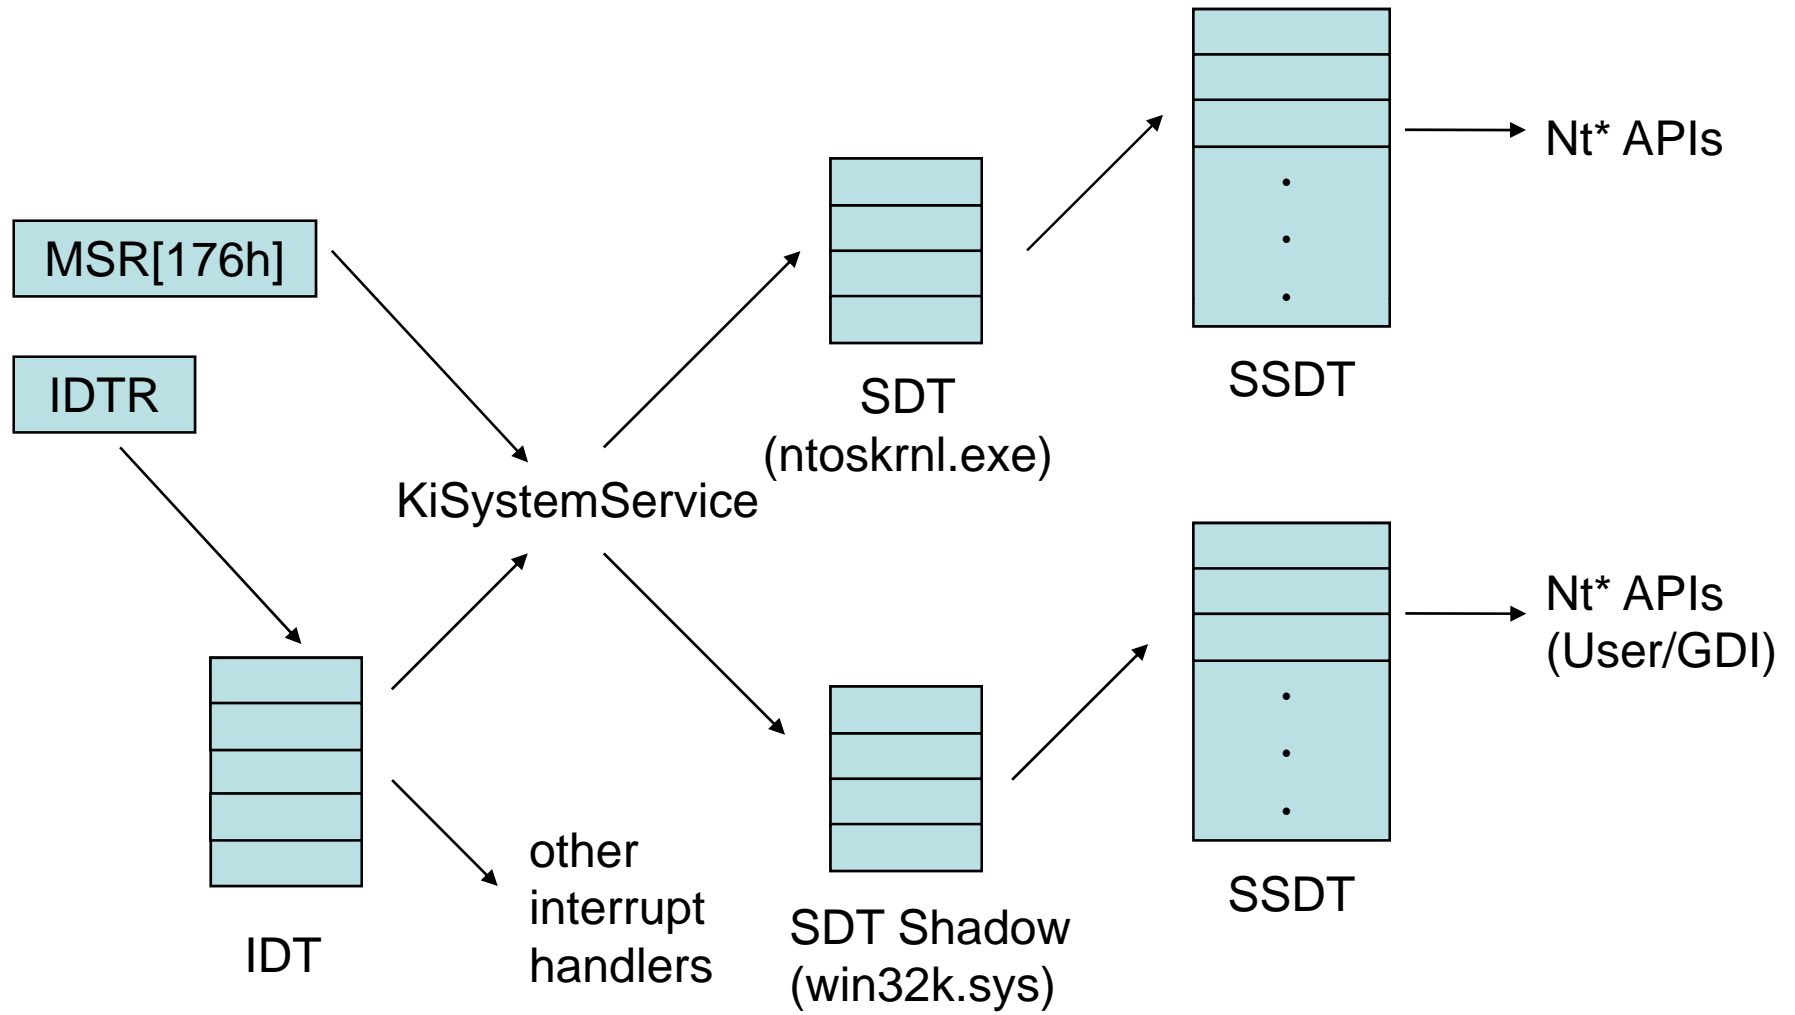 MSR[176h]
IDTR
IDT
KiSystemService
other
interrupt
handlers
SDT
(ntoskrnl.exe)
SDT Shadow
(win32k.sys)
SSDT
Nt* APIs
SSDT
Nt* APIs
(User/GDI)